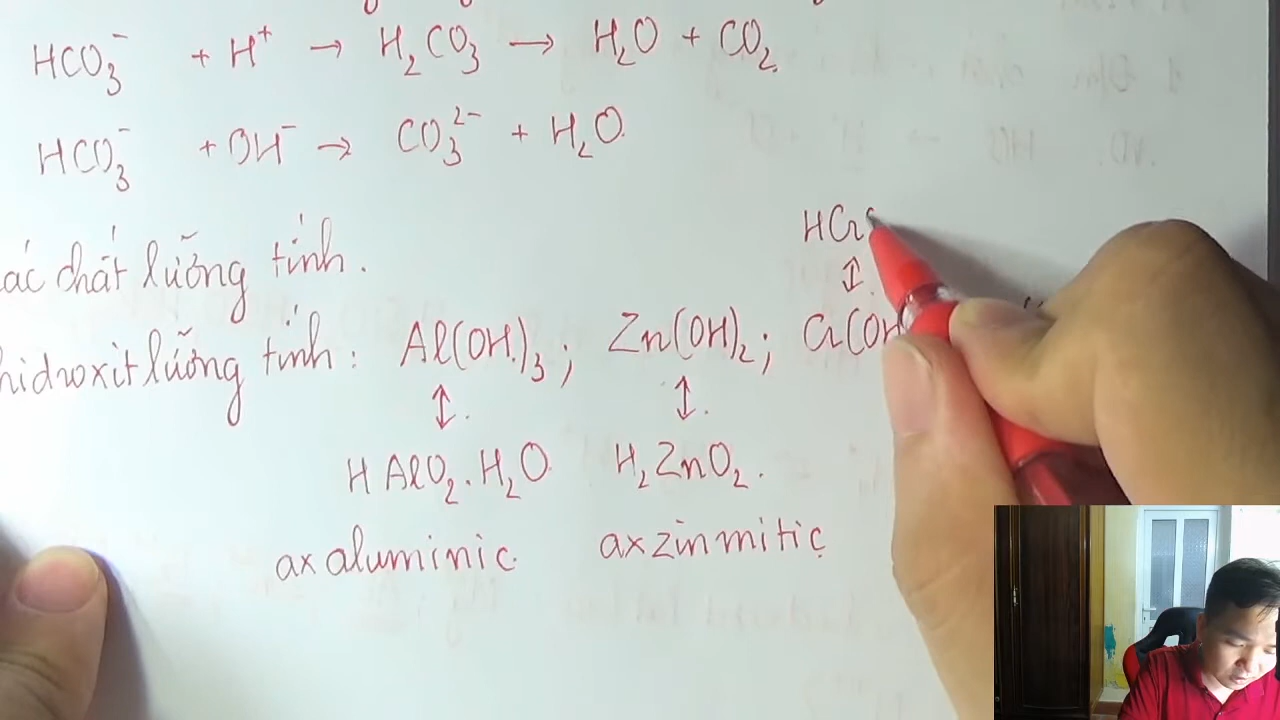 HCO₃⁻ + H⁺ → H₂CO₃ → H₂O + CO₂
HCO₃⁻ + OH⁻ → CO₃²⁻ + H₂O
ác chất lưỡng tính.
HCr
↕ ↕ ↕
hidroxit lưỡng tính : Al(OH)₃ ; Zn(OH)₂ ; Cr(OH
HAlO₂.H₂O H₂ZnO₂.
ax aluminic. ax zinmitic